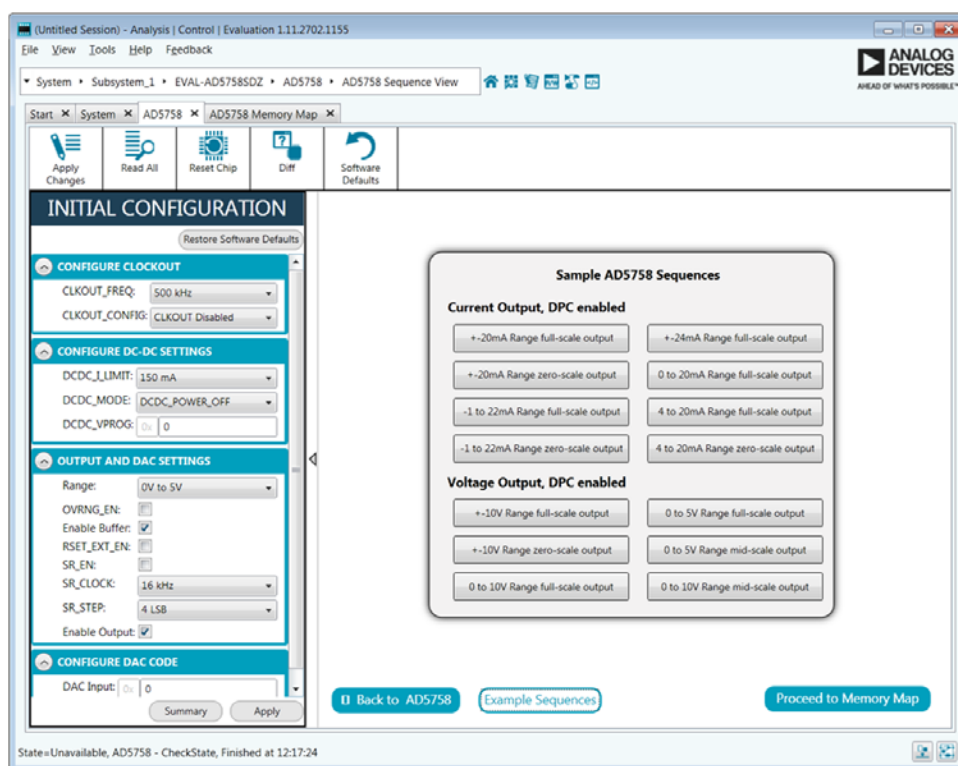 (Untitled Session) - Analysis | Control | Evaluation 1.11.2702.1155
File View Tools Help Feedback
ANALOG
DEVICES
AHEAD OF WHAT'S POSSIBLE™
System Subsystem_1 EVAL-AD5758SDZ AD5758 AD5758 Sequence View
Start System AD5758 AD5758 Memory Map
Apply
Changes
Read All
Reset Chip
Diff
Software
Defaults
INITIAL CONFIGURATION
Restore Software Defaults
CONFIGURE CLOCKOUT
CLKOUT_FREQ: 500 kHz
CLKOUT_CONFIG: CLKOUT Disabled
CONFIGURE DC-DC SETTINGS
DCDC_I_LIMIT: 150 mA
DCDC_MODE: DCDC_POWER_OFF
DCDC_VPROG: 0x 0
OUTPUT AND DAC SETTINGS
Range: 0V to 5V
OVRNG_EN:
Enable Buffer:
RSET_EXT_EN:
SR_EN:
SR_CLOCK: 16 kHz
SR_STEP: 4 LSB
Enable Output:
CONFIGURE DAC CODE
DAC Input: 0x 0
Summary Apply
Sample AD5758 Sequences
Current Output, DPC enabled
+-20mA Range full-scale output +-24mA Range full-scale output
+-20mA Range zero-scale output 0 to 20mA Range full-scale output
-1 to 22mA Range full-scale output 4 to 20mA Range full-scale output
-1 to 22mA Range zero-scale output 4 to 20mA Range zero-scale output
Voltage Output, DPC enabled
+-10V Range full-scale output 0 to 5V Range full-scale output
+-10V Range zero-scale output 0 to 5V Range mid-scale output
0 to 10V Range full-scale output 0 to 10V Range mid-scale output
Back to AD5758 Example Sequences Proceed to Memory Map
State=Unavailable, AD5758 - CheckState, Finished at 12:17:24